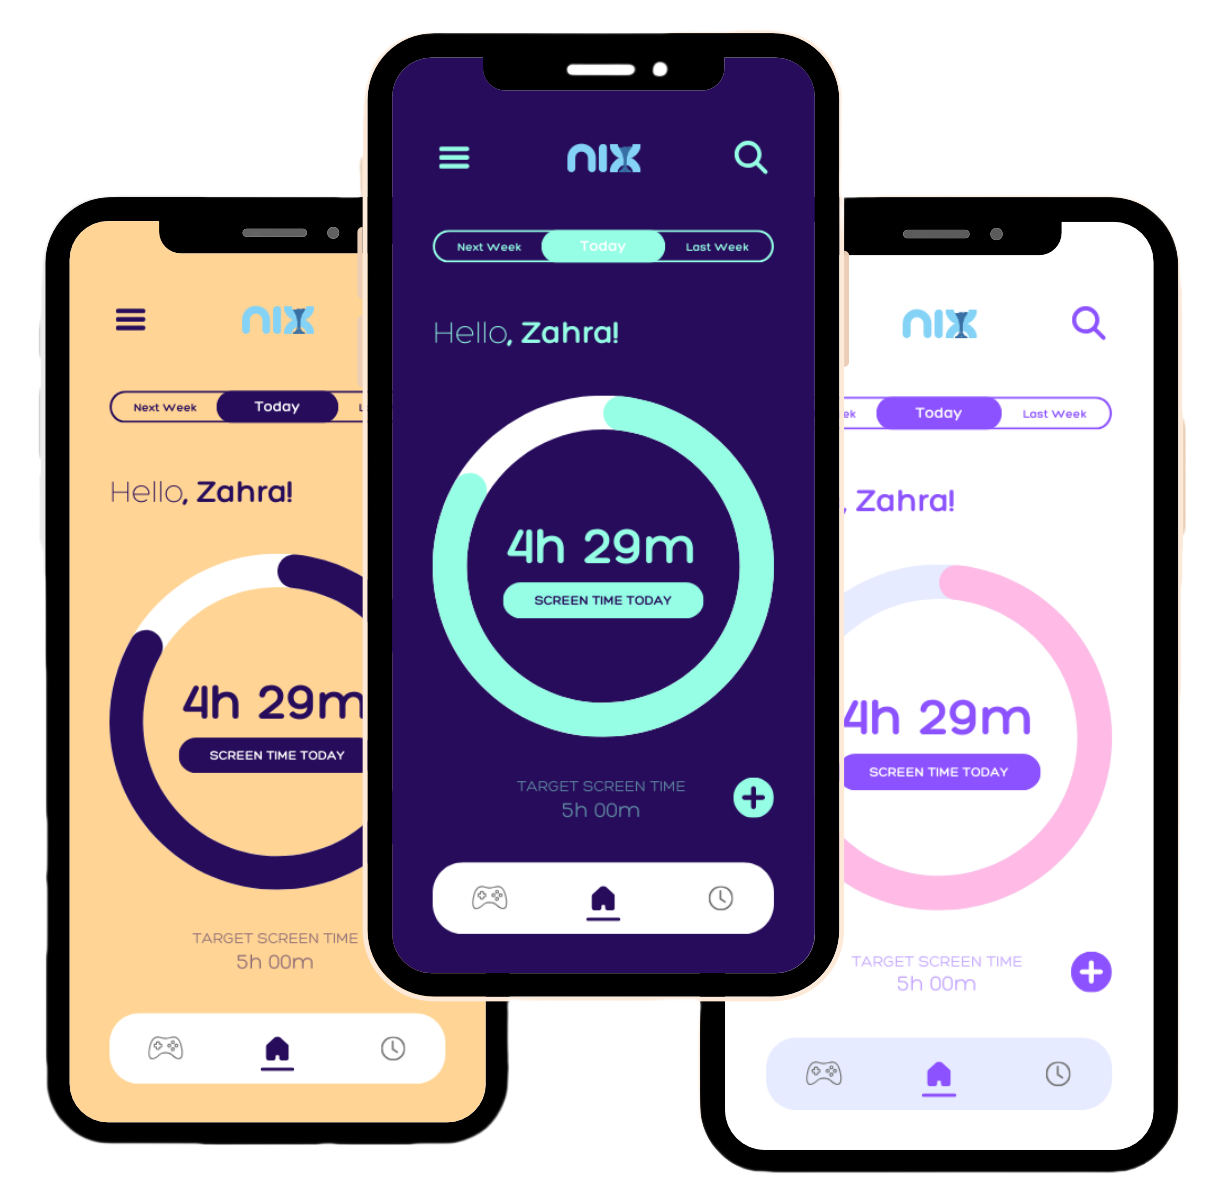 nix
Next Week Today
Hello, Zahra!
4h 29m
SCREEN TIME TODAY
TARGET SCREEN TIME
5h 00m
nix
Next Week Today Last Week
Hello, Zahra!
4h 29m
SCREEN TIME TODAY
TARGET SCREEN TIME
5h 00m
nix
Today Last Week
, Zahra!
4h 29m
SCREEN TIME TODAY
TARGET SCREEN TIME
5h 00m